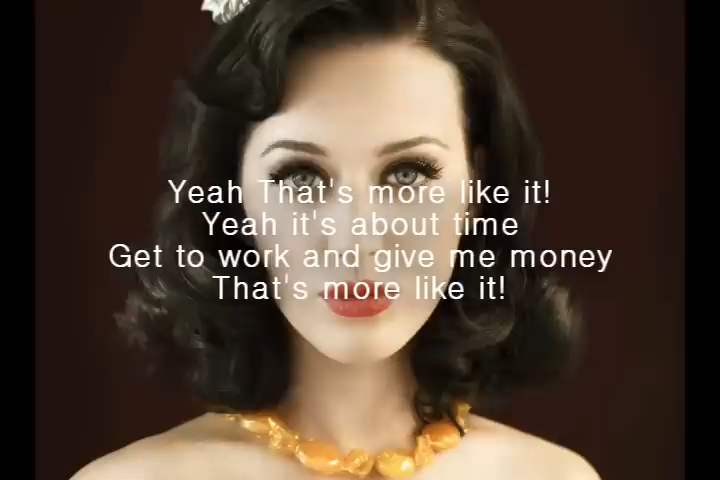 Yeah That's more like it!
Yeah it's about time
Get to work and give me money
That's more like it!